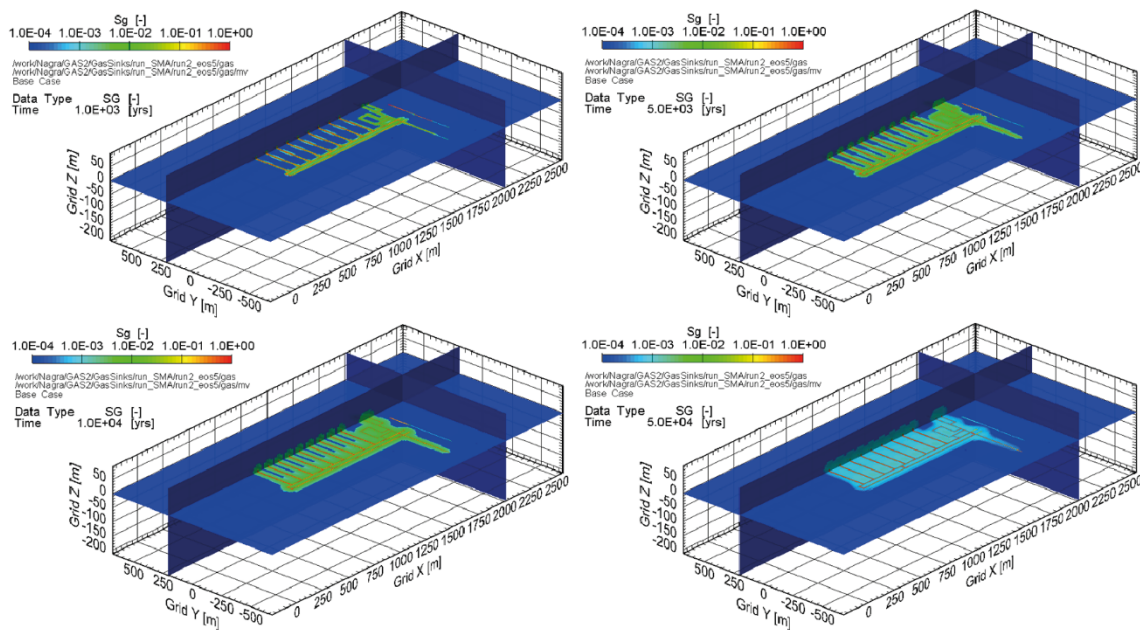 Sg [-]
1.0E-04 1.0E-03 1.0E-02 1.0E-01 1.0E+00
/work/Nagra/GAS2/GasSinks/run_SMA/run2_eos5/gas
/work/Nagra/GAS2/GasSinks/run_SMA/run2_eos5/gas/mv
Base Case
Data Type SG [-]
Time 1.0E+03 [yrs]
50
0
-50
-100
-150
-200
Grid Z [m]
500
250
0
-250
-500
Grid Y [m]
0
250
500
750
1000
1250
1500
1750
2000
2250
2500
Grid X [m]
Sg [-]
1.0E-04 1.0E-03 1.0E-02 1.0E-01 1.0E+00
/work/Nagra/GAS2/GasSinks/run_SMA/run2_eos5/gas
/work/Nagra/GAS2/GasSinks/run_SMA/run2_eos5/gas/mv
Base Case
Data Type SG [-]
Time 5.0E+03 [yrs]
50
0
-50
-100
-150
-200
Grid Z [m]
500
250
0
-250
-500
Grid Y [m]
0
250
500
750
1000
1250
1500
1750
2000
2250
2500
Grid X [m]
Sg [-]
1.0E-04 1.0E-03 1.0E-02 1.0E-01 1.0E+00
/work/Nagra/GAS2/GasSinks/run_SMA/run2_eos5/gas
/work/Nagra/GAS2/GasSinks/run_SMA/run2_eos5/gas/mv
Base Case
Data Type SG [-]
Time 1.0E+04 [yrs]
50
0
-50
-100
-150
-200
Grid Z [m]
500
250
0
-250
-500
Grid Y [m]
0
250
500
750
1000
1250
1500
1750
2000
2250
2500
Grid X [m]
Sg [-]
1.0E-04 1.0E-03 1.0E-02 1.0E-01 1.0E+00
/work/Nagra/GAS2/GasSinks/run_SMA/run2_eos5/gas
/work/Nagra/GAS2/GasSinks/run_SMA/run2_eos5/gas/mv
Base Case
Data Type SG [-]
Time 5.0E+04 [yrs]
50
0
-50
-100
-150
-200
Grid Z [m]
500
250
0
-250
-500
Grid Y [m]
0
250
500
750
1000
1250
1500
1750
2000
2250
2500
Grid X [m]